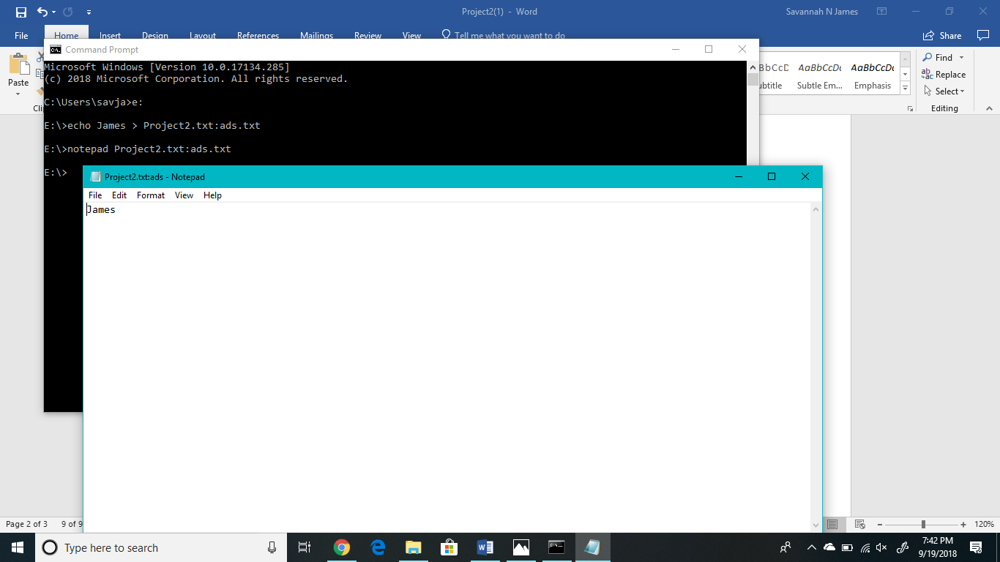 Project2(1) - Word
Savannah N James
File Home Insert Design Layout References Mailings Review View Tell me what you want to do
Share
Command Prompt
Paste
Find
Replace
Select
Editing
AaBbCcDc AaBbCcDc
Subtle Em... Emphasis
Microsoft Windows [Version 10.0.17134.285]
(c) 2018 Microsoft Corporation. All rights reserved.
C:\Users\savja>e:
E:\>echo James > Project2.txt:ads.txt
E:\>notepad Project2.txt:ads.txt
E:\>
Project2.txt:ads - Notepad
File Edit Format View Help
James
Page 2 of 3 9 of 9
120%
Type here to search
7:42 PM
9/19/2018